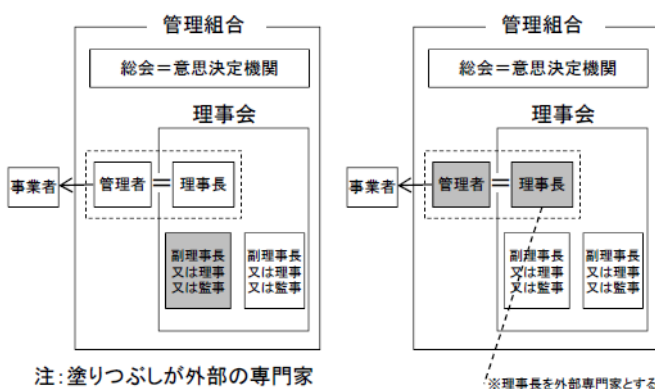 管理組合
総会＝意思決定機関
理事会
事業者
管理者
＝
理事長
副理事長
又は理事
又は監事
副理事長
又は理事
又は監事
注：塗りつぶしが外部の専門家
管理組合
総会＝意思決定機関
理事会
事業者
管理者
＝
理事長
副理事長
又は理事
又は監事
副理事長
又は理事
又は監事
※理事長を外部専門家とする